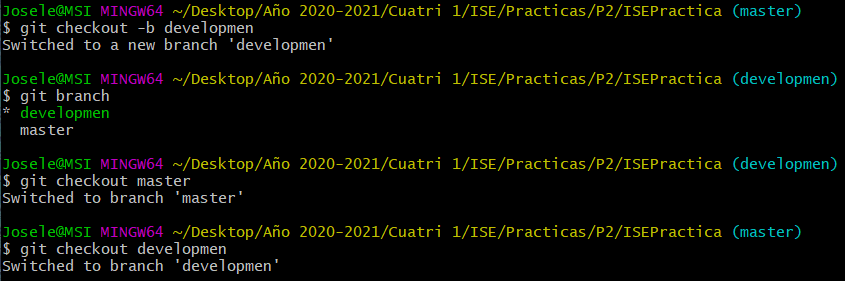 Josele@MSI MINGW64 ~/Desktop/Año 2020-2021/Cuatri 1/ISE/Practicas/P2/ISEPractica (master)
$ git checkout -b developmen
Switched to a new branch 'developmen'

Josele@MSI MINGW64 ~/Desktop/Año 2020-2021/Cuatri 1/ISE/Practicas/P2/ISEPractica (developmen)
$ git branch
* developmen
  master

Josele@MSI MINGW64 ~/Desktop/Año 2020-2021/Cuatri 1/ISE/Practicas/P2/ISEPractica (developmen)
$ git checkout master
Switched to branch 'master'

Josele@MSI MINGW64 ~/Desktop/Año 2020-2021/Cuatri 1/ISE/Practicas/P2/ISEPractica (master)
$ git checkout developmen
Switched to branch 'developmen'